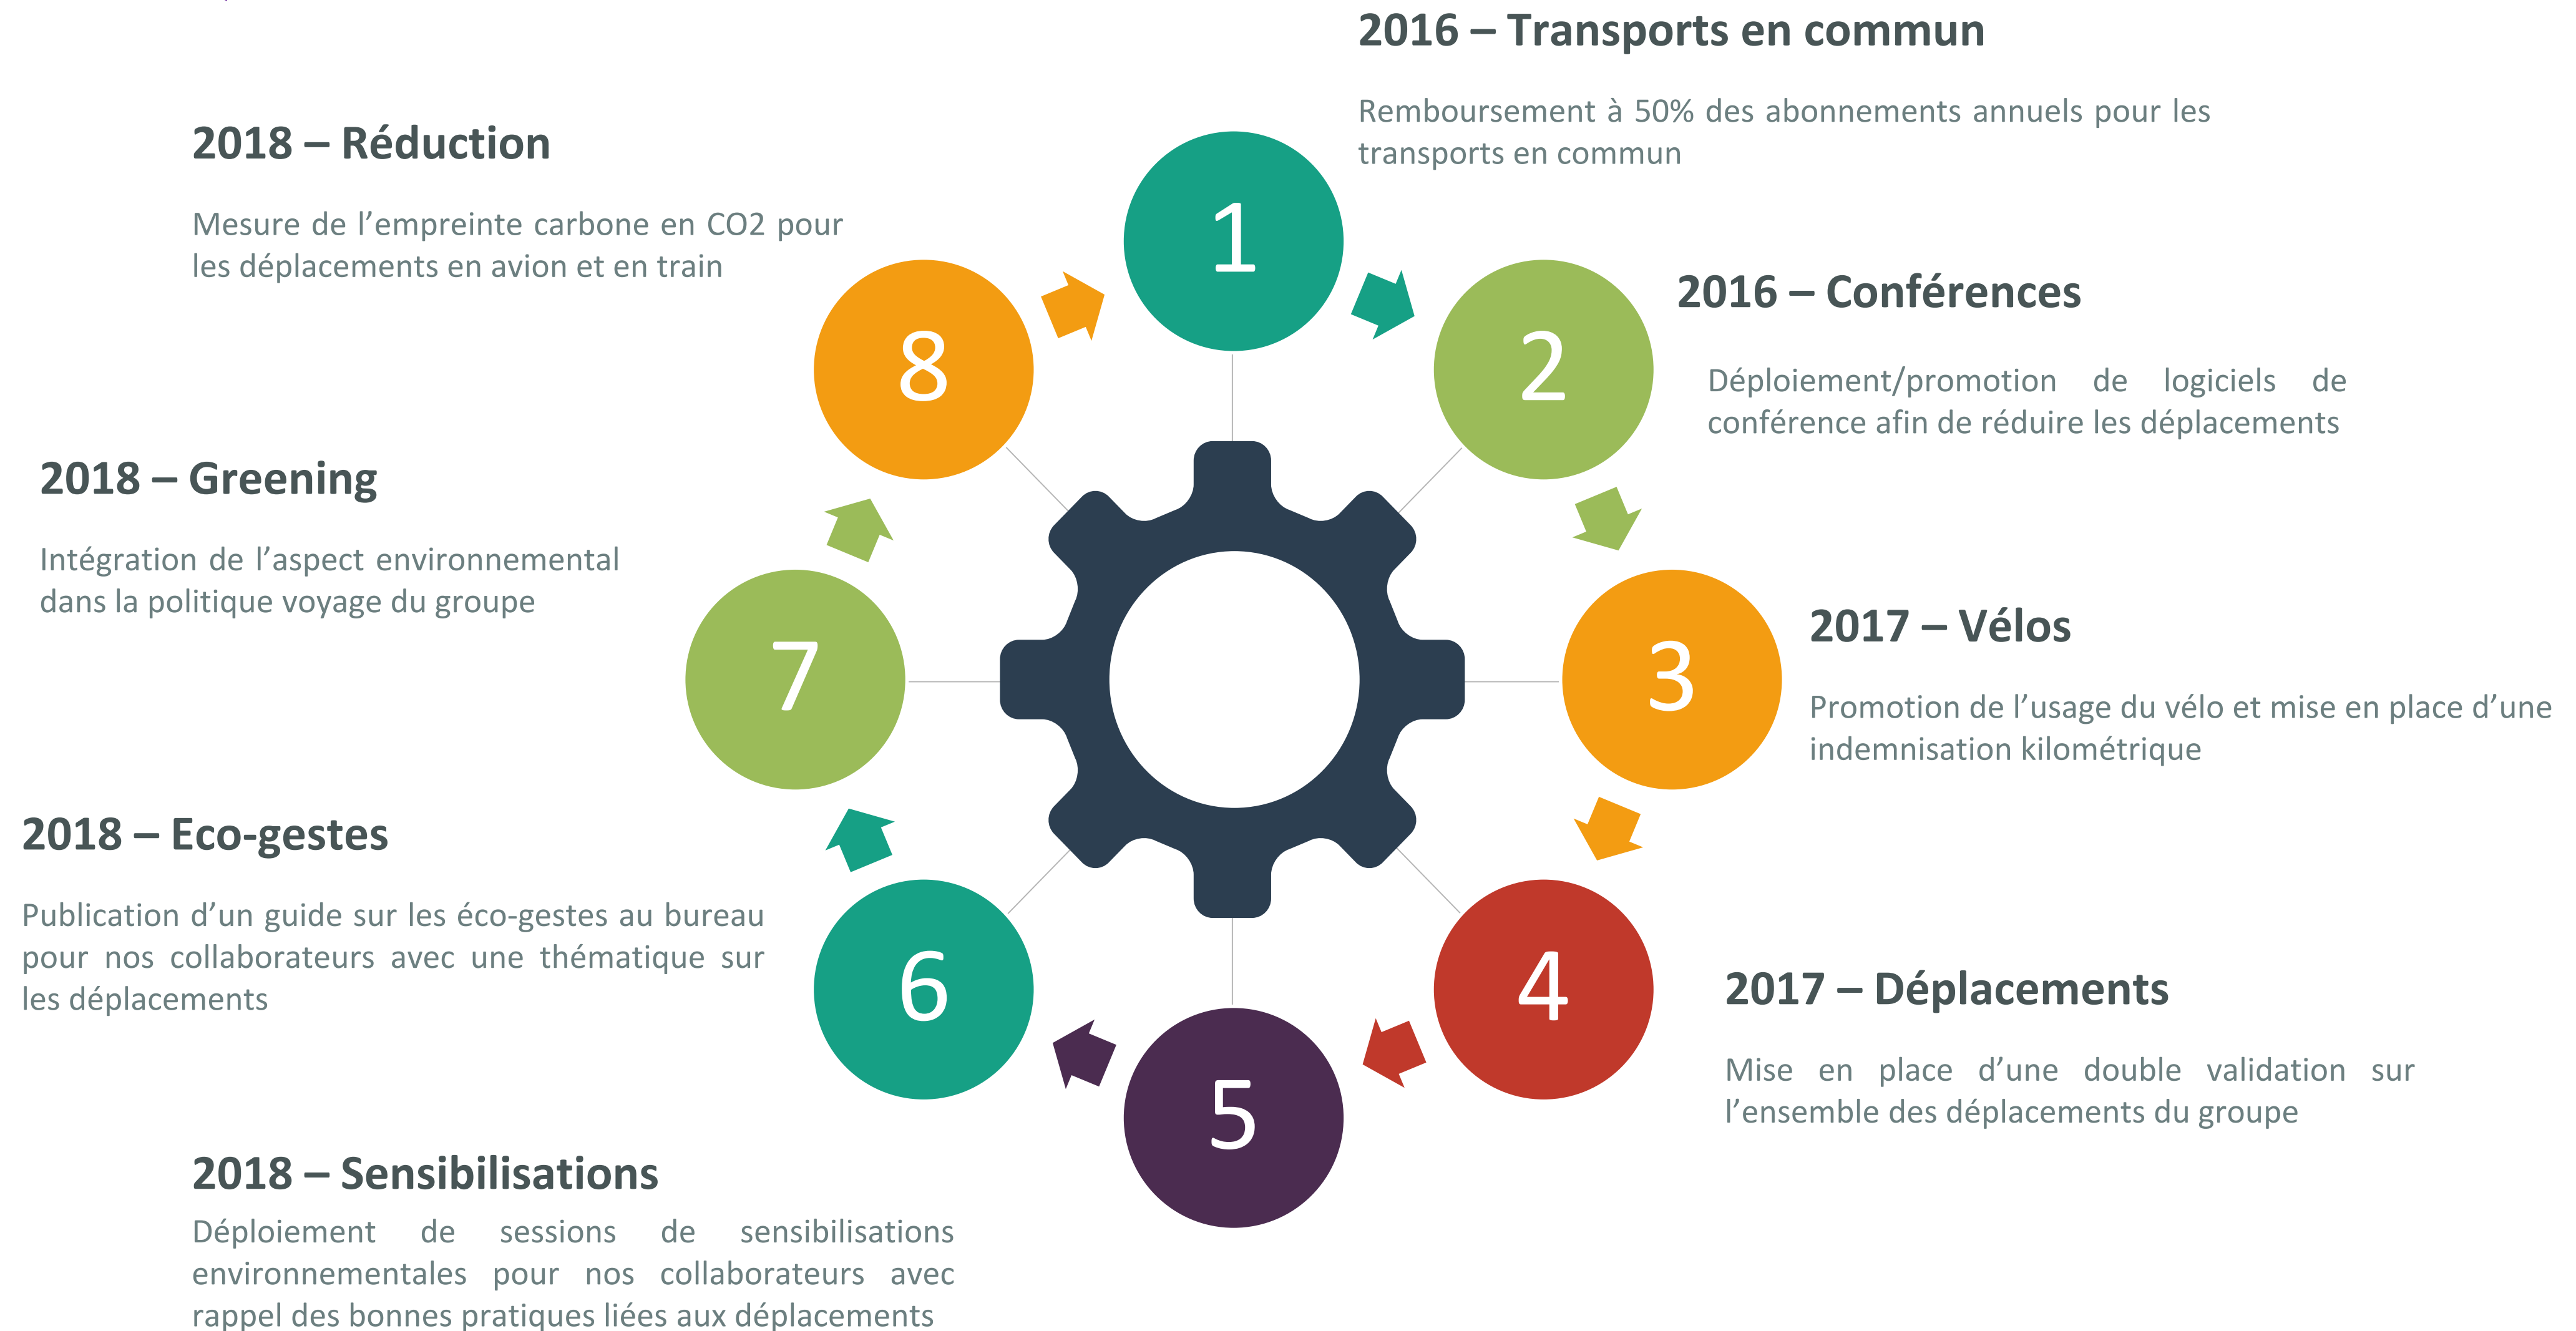 2016 – Transports en commun
Remboursement à 50% des abonnements annuels pour les
transports en commun
1
2016 – Conférences
Déploiement/promotion de logiciels de
conférence afin de réduire les déplacements
2
2017 – Vélos
Promotion de l’usage du vélo et mise en place d’une
indemnisation kilométrique
3
2017 – Déplacements
Mise en place d’une double validation sur
l’ensemble des déplacements du groupe
4
2018 – Sensibilisations
Déploiement de sessions de sensibilisations
environnementales pour nos collaborateurs avec
rappel des bonnes pratiques liées aux déplacements
5
2018 – Eco-gestes
Publication d’un guide sur les éco-gestes au bureau
pour nos collaborateurs avec une thématique sur
les déplacements
6
2018 – Greening
Intégration de l’aspect environnemental
dans la politique voyage du groupe
7
2018 – Réduction
Mesure de l’empreinte carbone en CO2 pour
les déplacements en avion et en train
8